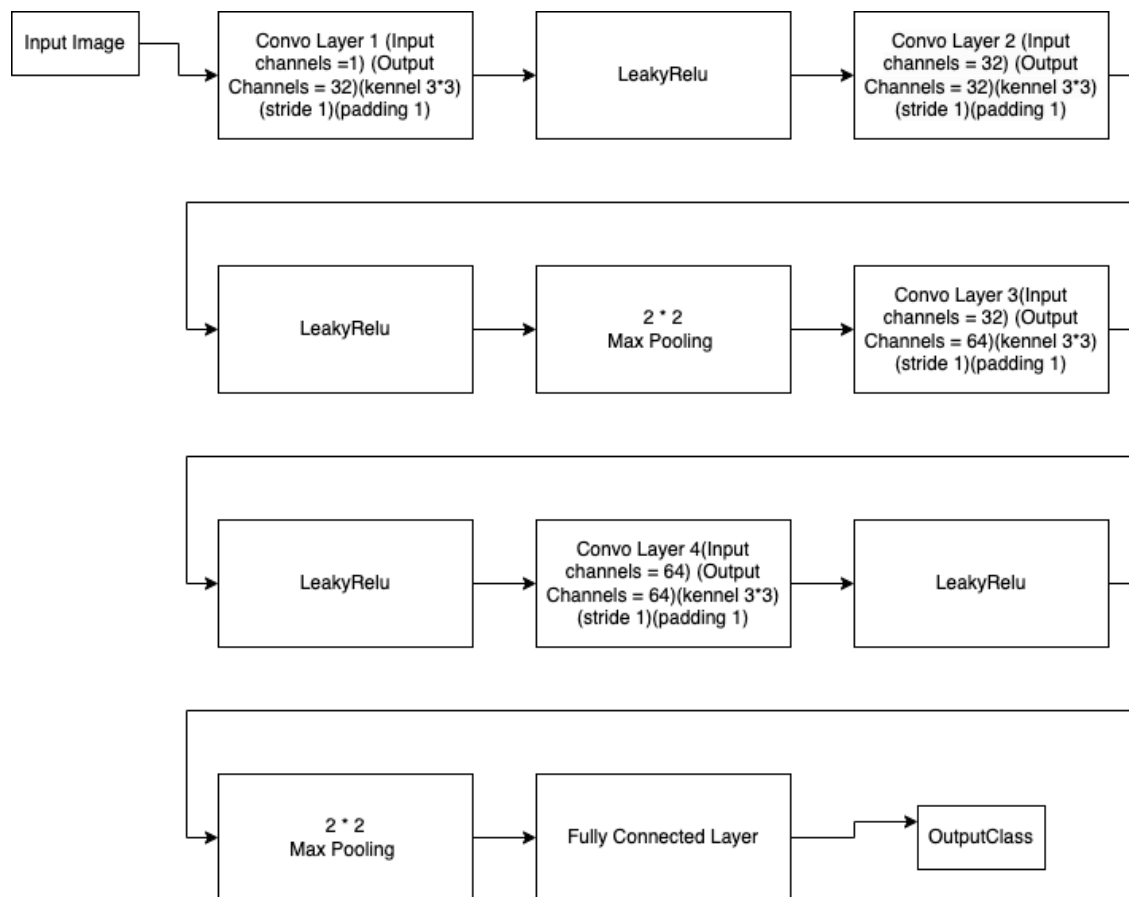 Input Image
Convo Layer 1 (Input
channels =1) (Output
Channels = 32)(kennel 3*3)
(stride 1)(padding 1)
LeakyRelu
Convo Layer 2 (Input
channels = 32) (Output
Channels = 32)(kennel 3*3)
(stride 1)(padding 1)
LeakyRelu
2 * 2
Max Pooling
Convo Layer 3(Input
channels = 32) (Output
Channels = 64)(kennel 3*3)
(stride 1)(padding 1)
LeakyRelu
Convo Layer 4(Input
channels = 64) (Output
Channels = 64)(kennel 3*3)
(stride 1)(padding 1)
LeakyRelu
2 * 2
Max Pooling
Fully Connected Layer
OutputClass